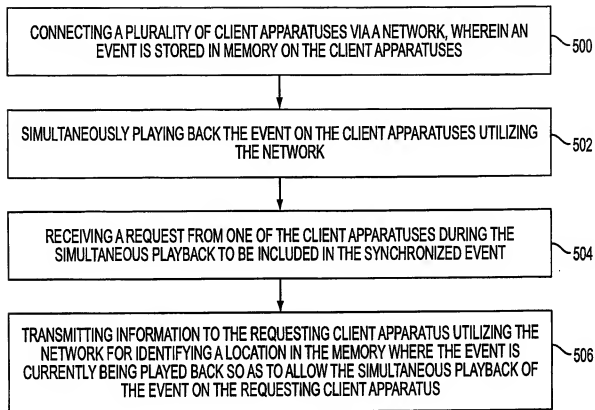 CONNECTING A PLURALITY OF CLIENT APPARATUSES VIA A NETWORK, WHEREIN AN
EVENT IS STORED IN MEMORY ON THE CLIENT APPARATUSES
500
SIMULTANEOUSLY PLAYING BACK THE EVENT ON THE CLIENT APPARATUSES UTILIZING
THE NETWORK
502
RECEIVING A REQUEST FROM ONE OF THE CLIENT APPARATUSES DURING THE
SIMULTANEOUS PLAYBACK TO BE INCLUDED IN THE SYNCHRONIZED EVENT
504
TRANSMITTING INFORMATION TO THE REQUESTING CLIENT APPARATUS UTILIZING THE
NETWORK FOR IDENTIFYING A LOCATION IN THE MEMORY WHERE THE EVENT IS
CURRENTLY BEING PLAYED BACK SO AS TO ALLOW THE SIMULTANEOUS PLAYBACK OF
THE EVENT ON THE REQUESTING CLIENT APPARATUS
506